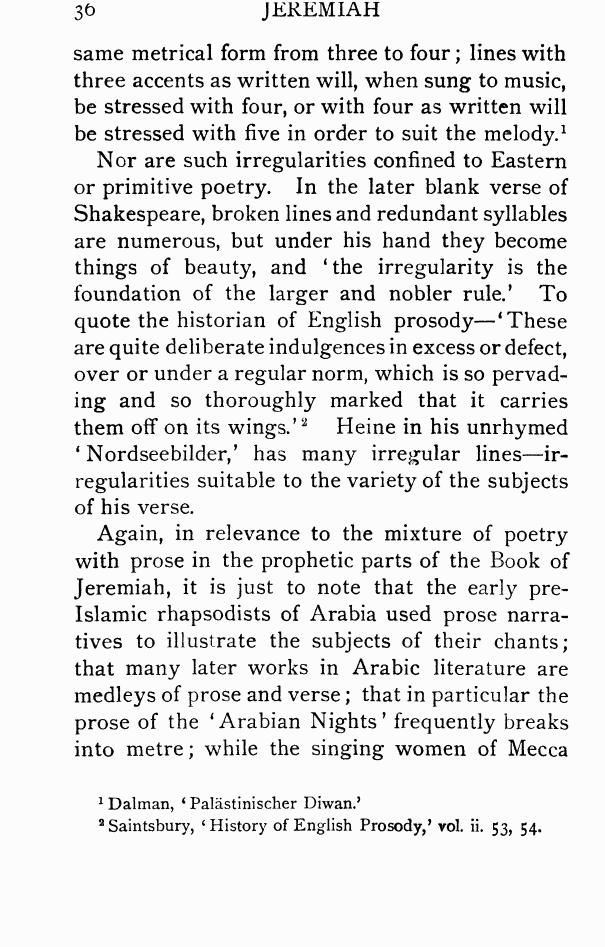 36 JEREMIAH
same metrical form from three to four; lines with
three accents as written will, when sung to music,
be stressed with four, or with four as written will
be stressed with five in order to suit the melody.¹
Nor are such irregularities confined to Eastern
or primitive poetry. In the later blank verse of
Shakespeare, broken lines and redundant syllables
are numerous, but under his hand they become
things of beauty, and ‘the irregularity is the
foundation of the larger and nobler rule.’ To
quote the historian of English prosody—‘These
are quite deliberate indulgences in excess or defect,
over or under a regular norm, which is so pervad-
ing and so thoroughly marked that it carries
them off on its wings.’² Heine in his unrhymed
‘Nordseebilder,’ has many irregular lines—ir-
regularities suitable to the variety of the subjects
of his verse.
Again, in relevance to the mixture of poetry
with prose in the prophetic parts of the Book of
Jeremiah, it is just to note that the early pre-
Islamic rhapsodists of Arabia used prose narra-
tives to illustrate the subjects of their chants;
that many later works in Arabic literature are
medleys of prose and verse; that in particular the
prose of the ‘Arabian Nights’ frequently breaks
into metre; while the singing women of Mecca
¹ Dalman, ‘Palästinischer Diwan.’
² Saintsbury, ‘History of English Prosody,’ vol. ii. 53, 54.